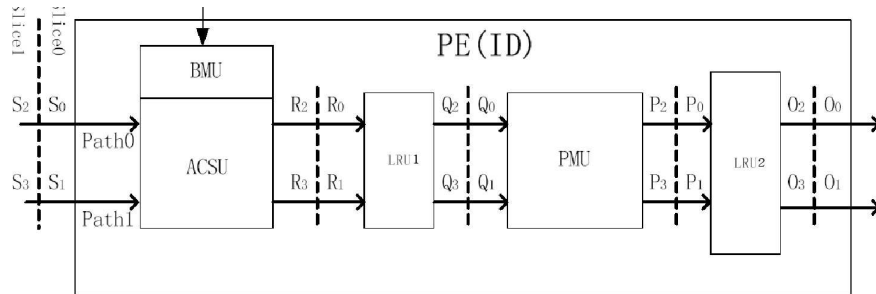 Slice1
Slice0
PE(ID)
BMU
S2 S0
R2 R0
Q2 Q0
P2 P0
O2 O0
Path0
ACSU
LRU1
PMU
LRU2
S3 S1
R3 R1
Q3 Q1
P3 P1
O3 O1
Path1